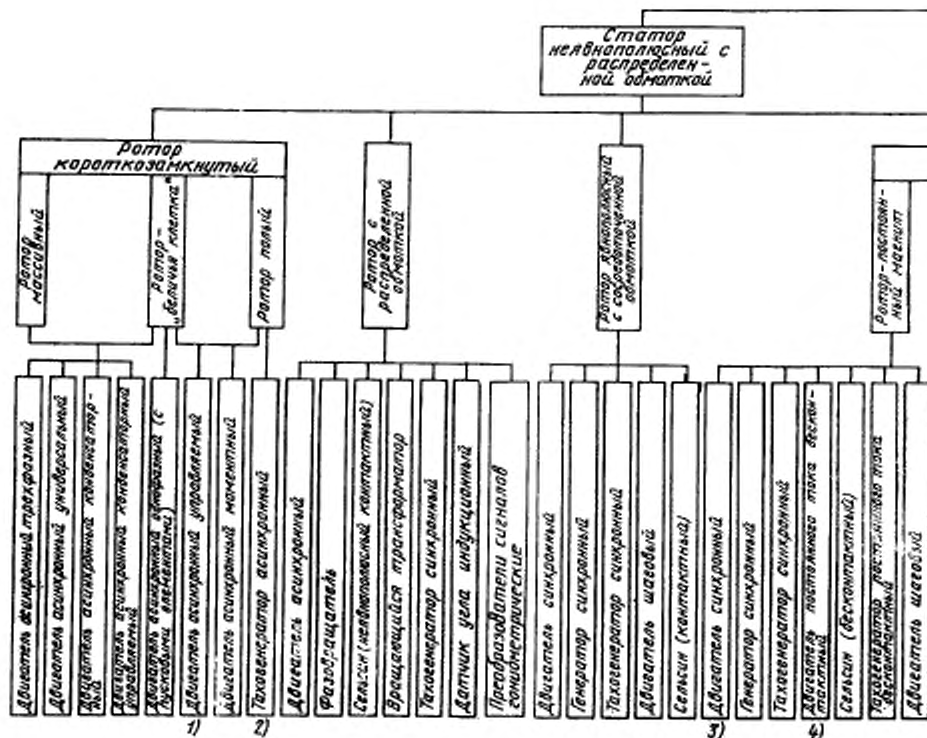 Статор
неявнополюсный с
распределен-
ной обмоткой
Ротор
короткозамкнутый
Ротор
массивный
Ротор-
„беличья клетка"
Ротор полый
Ротор с
распределенной
обмоткой
Ротор явнополюсный
с сосредоточенной
обмоткой
Ротор-постоян-
ный магнит
Двигатель асинхронный трехфазный
Двигатель асинхронный универсальный
Двигатель асинхронный конденсатор-
ный
Двигатель асинхронный конденсаторный
управляемый
Двигатель асинхронный однофазный (с
пусковыми элементами)
Двигатель асинхронный управляемый
Двигатель асинхронный моментный
Тахогенератор асинхронный
Двигатель асинхронный
Фазовращатель
Сельсин (неявнополюсный контактный)
Вращающийся трансформатор
Тахогенератор синхронный
Датчик угла индукционный
Преобразователи сигналов
гониометрические
Двигатель синхронный
Генератор синхронный
Тахогенератор синхронный
Двигатель шаговый
Сельсин (контактный)
Двигатель синхронный
Генератор синхронный
Тахогенератор синхронный
Двигатель постоянного тока бескон-
тактный
Сельсин (бесконтактный)
Тахогенератор постоянного тока
бесконтактный
Двигатель шаговый
1)
2)
3)
4)